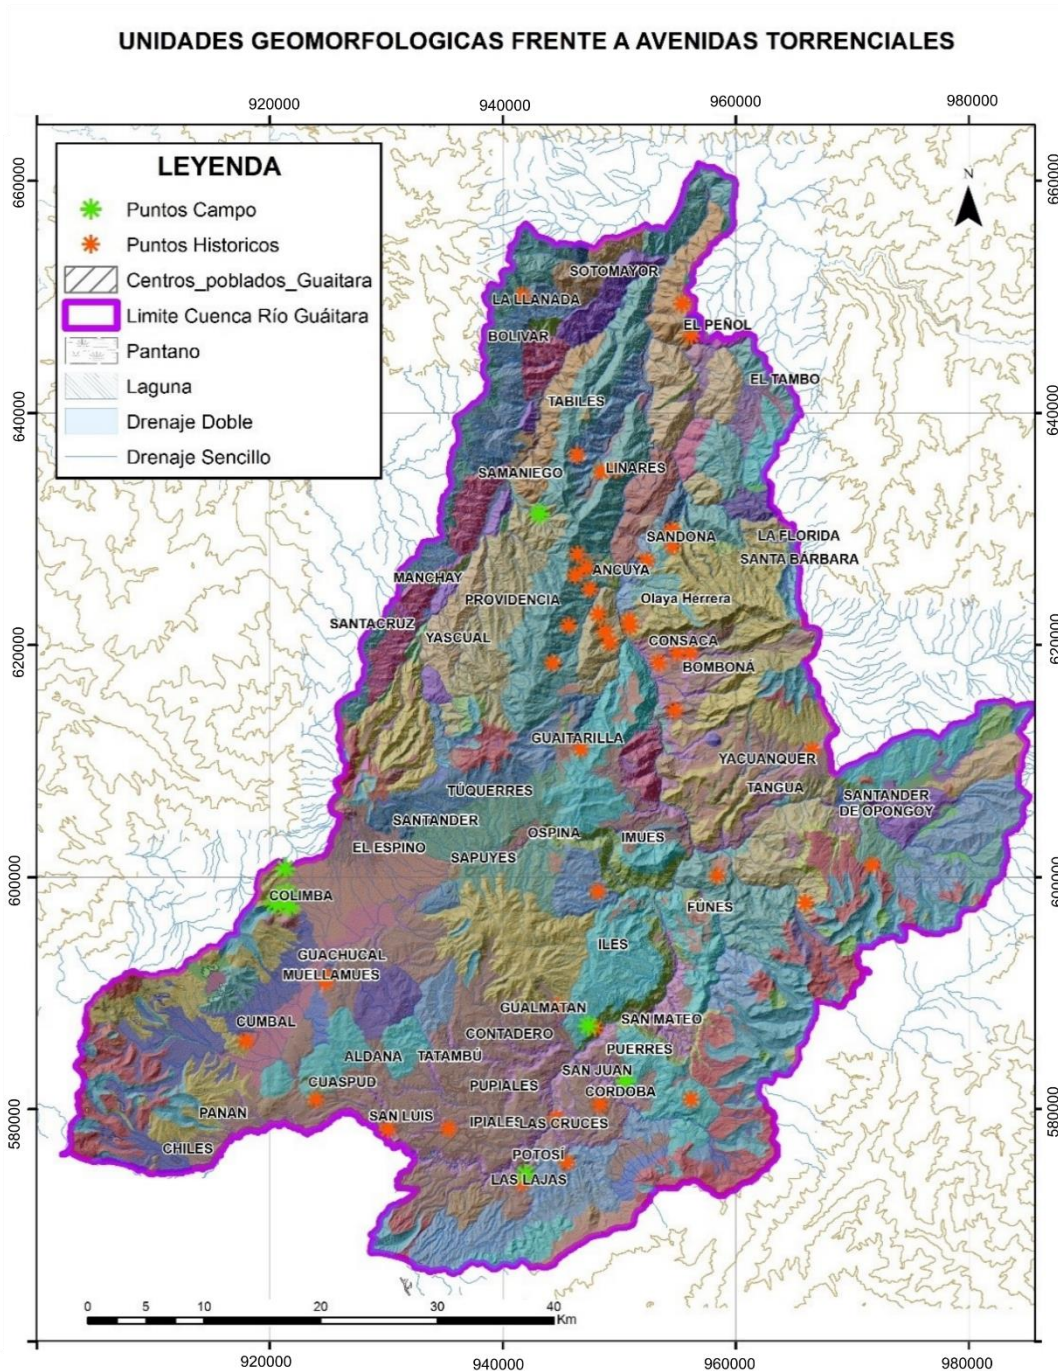 UNIDADES GEOMORFOLOGICAS FRENTE A AVENIDAS TORRENCIALES
920000
940000
960000
980000
LEYENDA
Puntos Campo
Puntos Historicos
Centros_poblados_Guaitara
Limite Cuenca Río Guáitara
Pantano
Laguna
Drenaje Doble
Drenaje Sencillo
660000
660000
N
SOTOMAYOR
LA LLANADA
EL PEÑOL
BOLIVAR
EL TAMBO
TABILES
640000
640000
SAMANIEGO
LINARES
SANDONA
LA FLORIDA
SANTA BÁRBARA
MANCHAY
ANCUYA
PROVIDENCIA
Olaya Herrera
SANTACRUZ
YASCUAL
CONSACA
620000
620000
BOMBONÁ
GUAITARILLA
YACUANQUER
TANGUA
TÚQUERRES
SANTANDER
DE OPONGOY
SANTANDER
OSPINA
IMUES
EL ESPINO
SAPUYES
600000
600000
COLIMBA
FUNES
ILES
GUACHUCAL
MUELLAMUES
GUALMATAN
CUMBAL
CONTADERO
SAN MATEO
ALDANA
TATAMBÚ
PUERRES
SAN JUAN
CUASPUD
PUPIALES
CORDOBA
PANAN
SAN LUIS
IPIALES
LAS CRUCES
580000
580000
CHILES
POTOSÍ
LAS LAJAS
0
5
10
20
30
40
Km
920000
940000
960000
980000